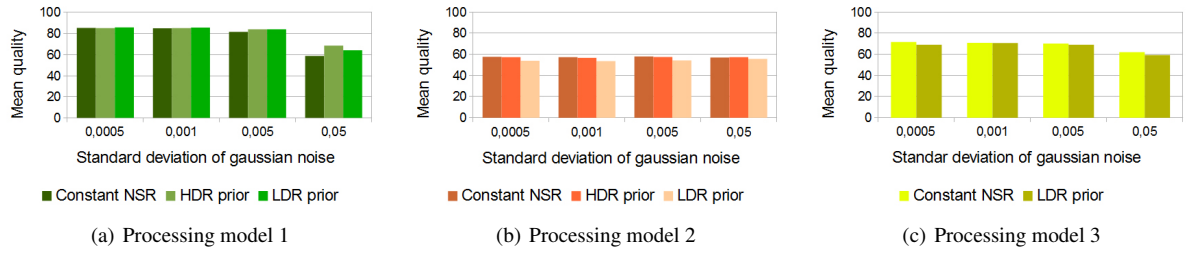 Mean quality
100
80
60
40
20
0
0,0005 0,001 0,005 0,05
Standard deviation of gaussian noise
Constant NSR HDR prior LDR prior
(a) Processing model 1
Mean quality
100
80
60
40
20
0
0,0005 0,001 0,005 0,05
Standard deviation of gaussian noise
Constant NSR HDR prior LDR prior
(b) Processing model 2
Mean quality
100
80
60
40
20
0
0,0005 0,001 0,005 0,05
Standar deviation of gaussian noise
Constant NSR LDR prior
(c) Processing model 3